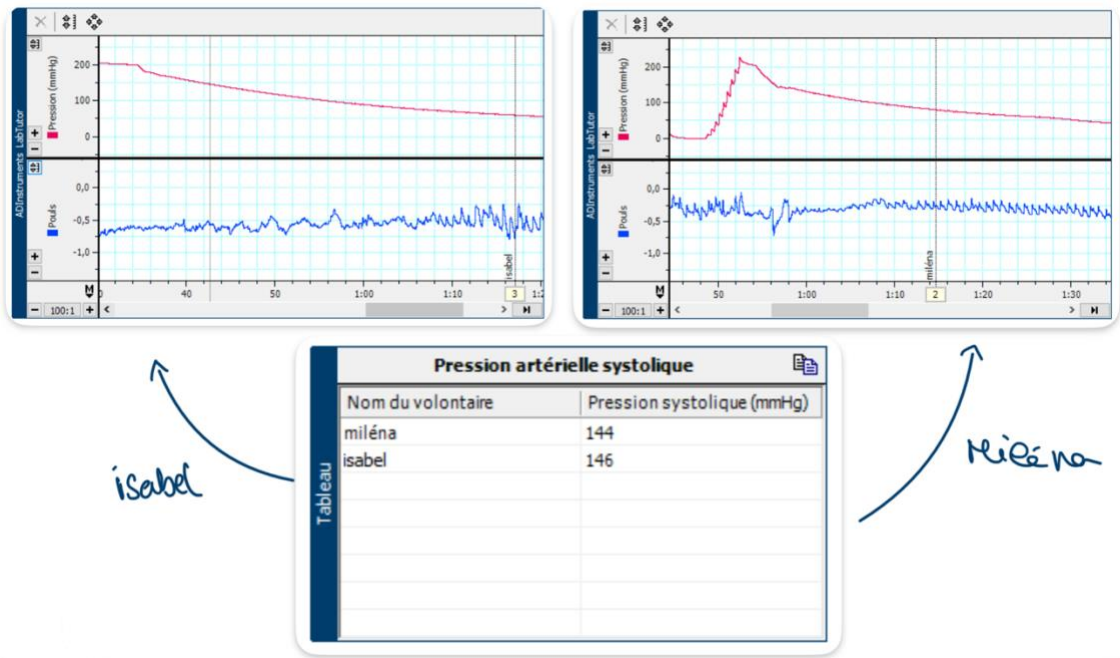 200
100
0
Pression (mmHg)
ADInstruments LabTutor
0,0
-0,5
-1,0
Pouls
isabel
40
50
1:00
1:10
3
100:1
200
100
0
Pression (mmHg)
ADInstruments LabTutor
0,0
-0,5
-1,0
Pouls
miléna
50
1:00
1:10
2
1:20
1:30
100:1
Pression artérielle systolique
Nom du volontaire Pression systolique (mmHg)
miléna 144
isabel 146
Tableau
isabel
Miléna